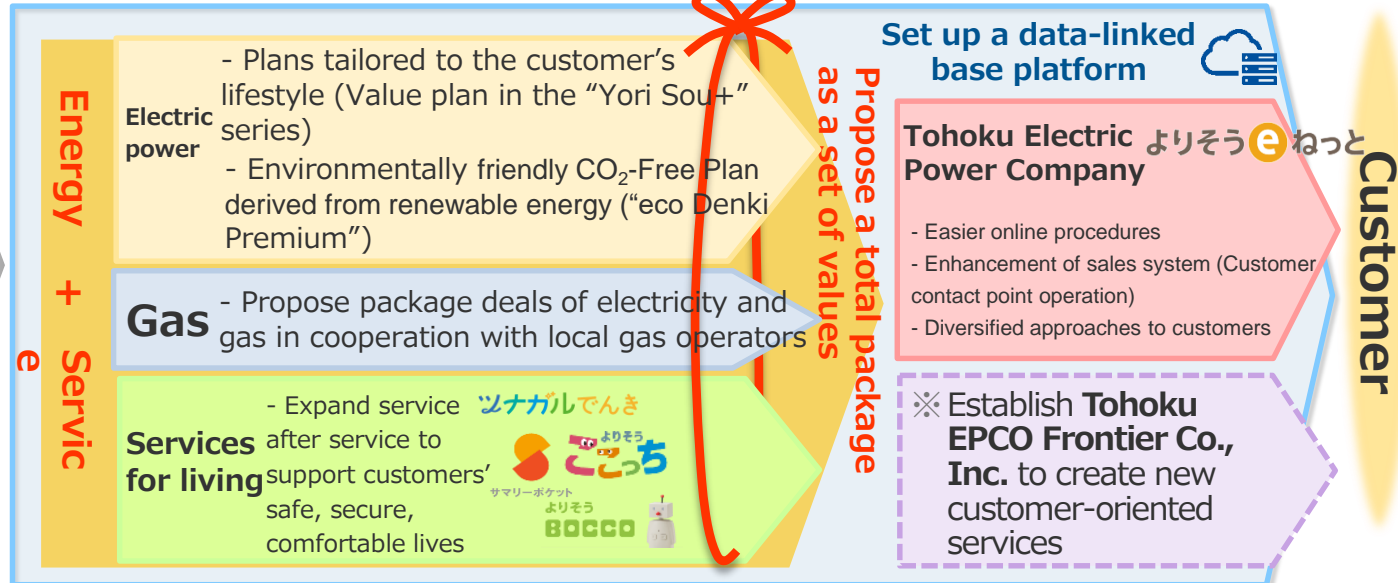 Energy + Servic
e
Electric
power
- Plans tailored to the customer's
lifestyle (Value plan in the “Yori Sou+”
series)
- Environmentally friendly CO₂-Free Plan
derived from renewable energy (“eco Denki
Premium”)
Gas
- Propose package deals of electricity and
gas in cooperation with local gas operators
Services
for living
- Expand service
after service to
support customers’
safe, secure,
comfortable lives
ツナガルでんき
サマリーポケット
よりそう
ここっち
よりそう
BOCCO
Propose a total package
as a set of values
Set up a data-linked
base platform
Tohoku Electric
Power Company
よりそうeねっと
- Easier online procedures
- Enhancement of sales system (Customer
contact point operation)
- Diversified approaches to customers
※ Establish Tohoku
EPCO Frontier Co.,
Inc. to create new
customer-oriented
services
Customer